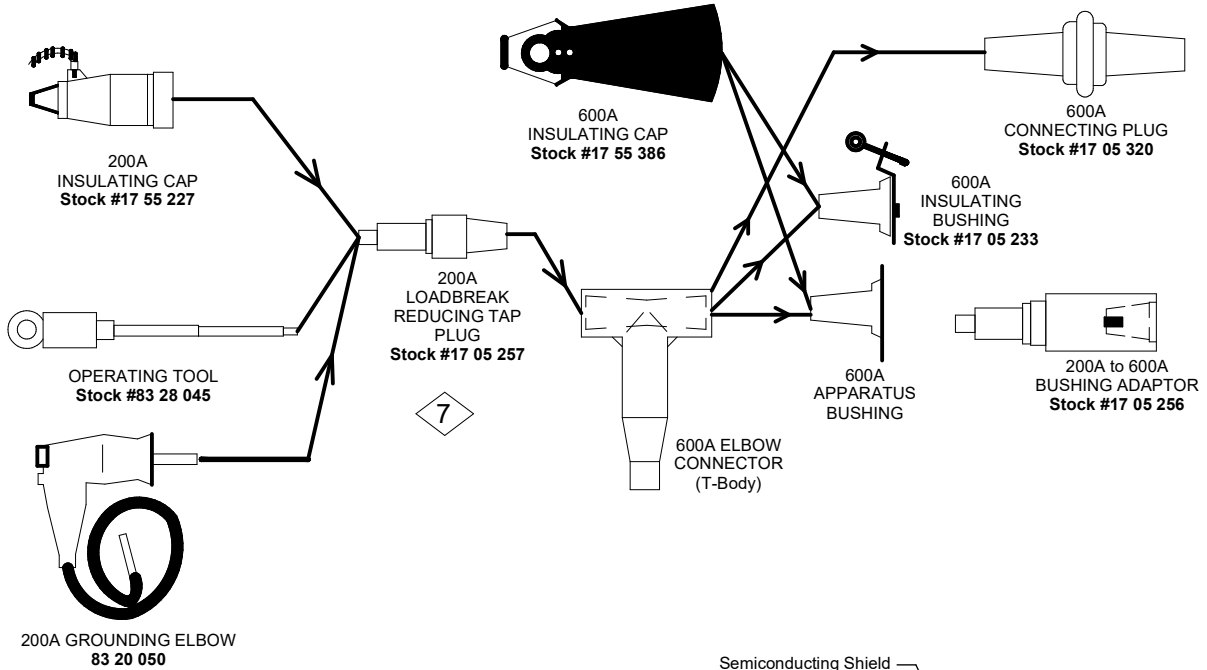 200A
INSULATING CAP
Stock #17 55 227
600A
INSULATING CAP
Stock #17 55 386
600A
CONNECTING PLUG
Stock #17 05 320
600A
INSULATING
BUSHING
Stock #17 05 233
200A
LOADBREAK
REDUCING TAP
PLUG
Stock #17 05 257
OPERATING TOOL
Stock #83 28 045
7
600A
APPARATUS
BUSHING
200A to 600A
BUSHING ADAPTOR
Stock #17 05 256
600A ELBOW
CONNECTOR
(T-Body)
200A GROUNDING ELBOW
83 20 050
Semiconducting Shield